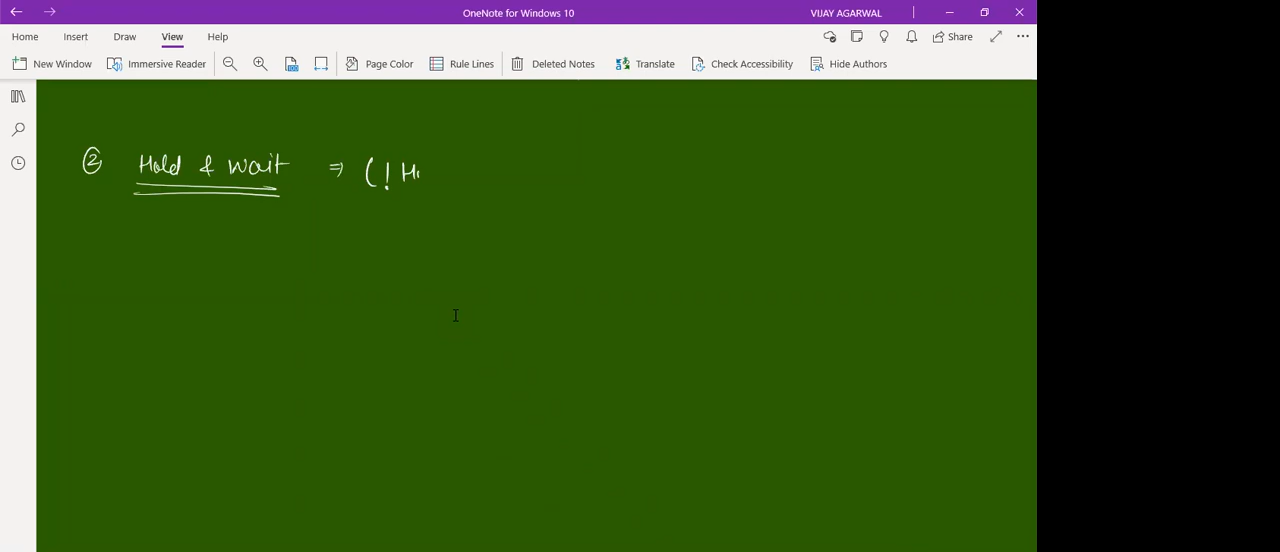 OneNote for Windows 10
VIJAY AGARWAL
Home Insert Draw View Help
Share
New Window Immersive Reader Page Color Rule Lines Deleted Notes Translate Check Accessibility Hide Authors
② Hold & Wait ⇒ ( ! H